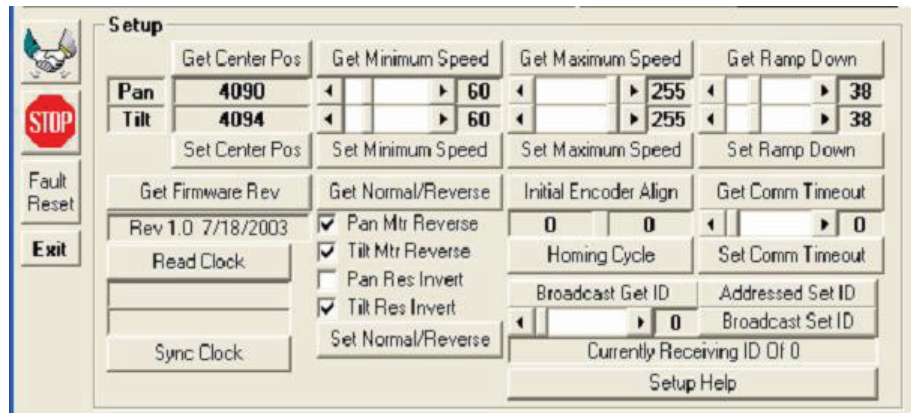 Setup
Get Center Pos Get Minimum Speed Get Maximum Speed Get Ramp Down
Pan 4090 60 255 38
STOP Tilt 4094 60 255 38
Set Center Pos Set Minimum Speed Set Maximum Speed Set Ramp Down
Fault
Reset
Get Firmware Rev Get Normal/Reverse Initial Encoder Align Get Comm Timeout
Rev 1.0 7/18/2003 Pan Mtr Reverse 0 0 0
Exit Read Clock Tilt Mtr Reverse Homing Cycle Set Comm Timeout
Pan Res Invert Broadcast Get ID Addressed Set ID
Tilt Res Invert 0 Broadcast Set ID
Sync Clock Set Normal/Reverse Currently Receiving ID Of 0
Setup Help